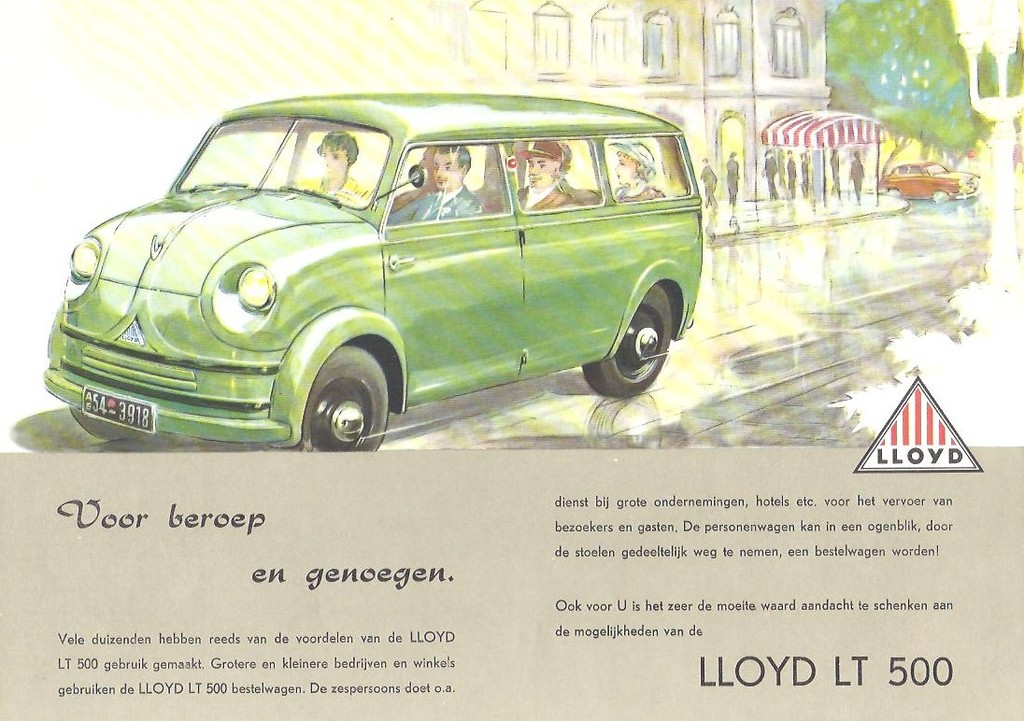 AE 54-3918
LLOYD
LLOYD
Voor beroep
en genoegen.
Vele duizenden hebben reeds van de voordelen van de LLOYD
LT 500 gebruik gemaakt. Grotere en kleinere bedrijven en winkels
gebruiken de LLOYD LT 500 bestelwagen. De zespersoons doet o.a.
dienst bij grote ondernemingen, hotels etc. voor het vervoer van
bezoekers en gasten. De personenwagen kan in een ogenblik, door
de stoelen gedeeltelijk weg te nemen, een bestelwagen worden!
Ook voor U is het zeer de moeite waard aandacht te schenken aan
de mogelijkheden van de
LLOYD LT 500